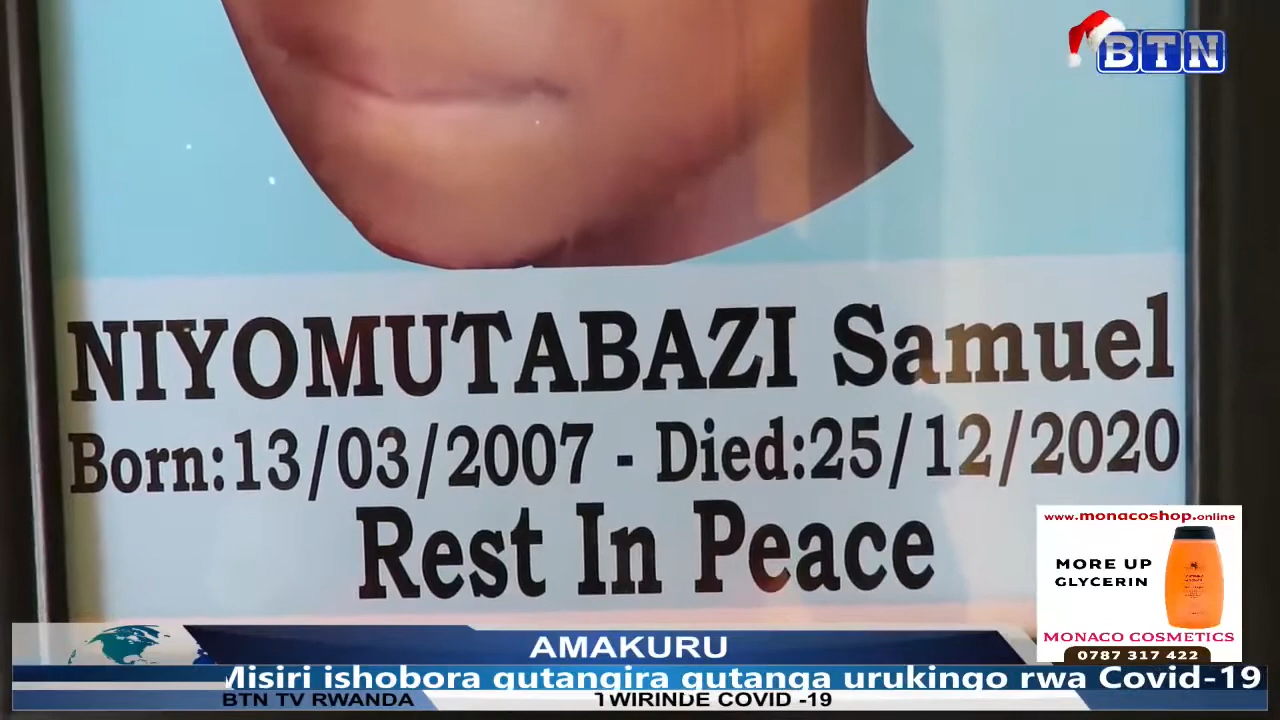 BTN
NIYOMUTABAZI Samuel
Born:13/03/2007 - Died:25/12/2020
Rest In Peace
www.monacoshop.online
MORE UP
GLYCERIN
MONACO COSMETICS
0787 317 422
AMAKURU
Misiri ishobora gutangira gutanga urukingo rwa Covid-19
BTN TV RWANDA
TWIRINDE COVID -19